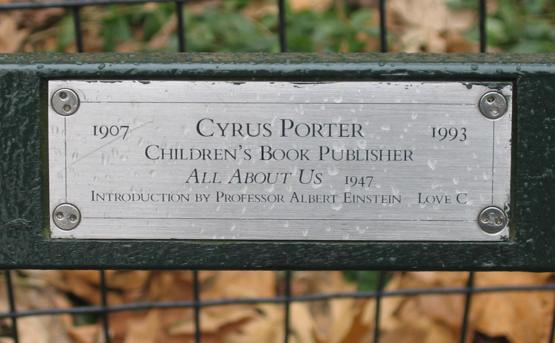 1907 CYRUS PORTER 1993
CHILDREN'S BOOK PUBLISHER
ALL ABOUT US 1947
INTRODUCTION BY PROFESSOR ALBERT EINSTEIN LOVE C